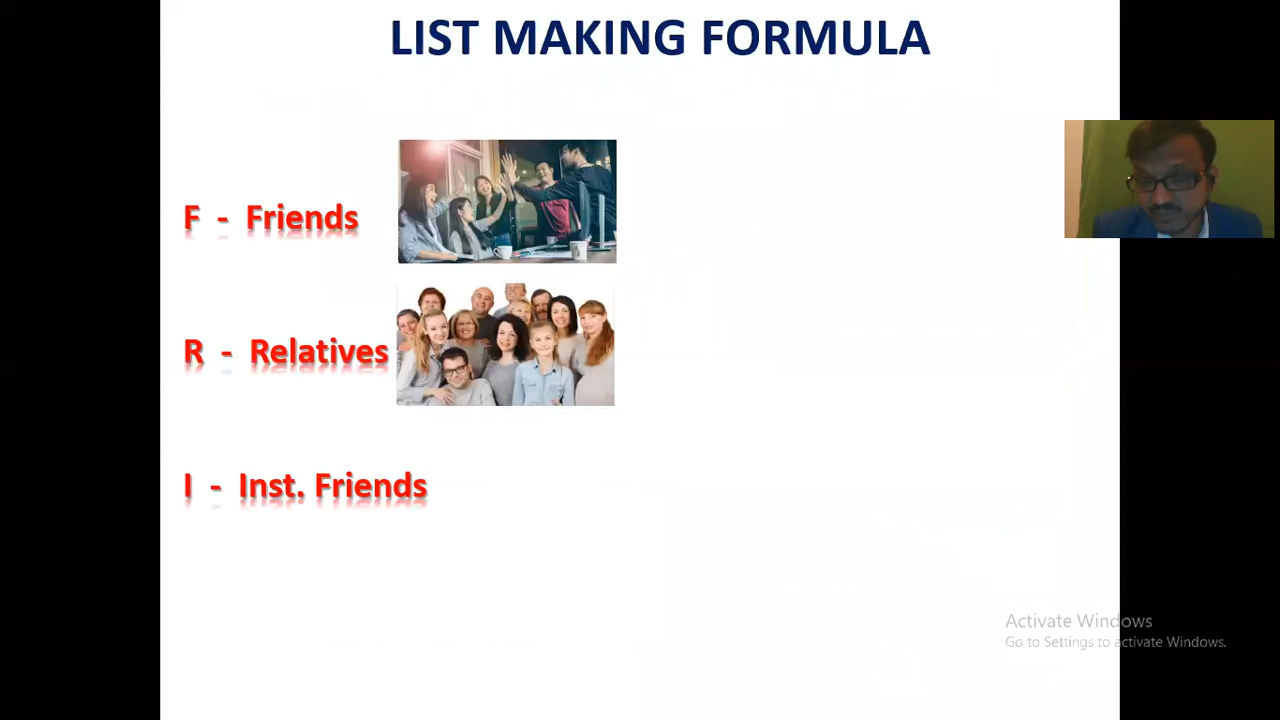 LIST MAKING FORMULA
F - Friends
R - Relatives
I - Inst. Friends
Activate Windows
Go to Settings to activate Windows.